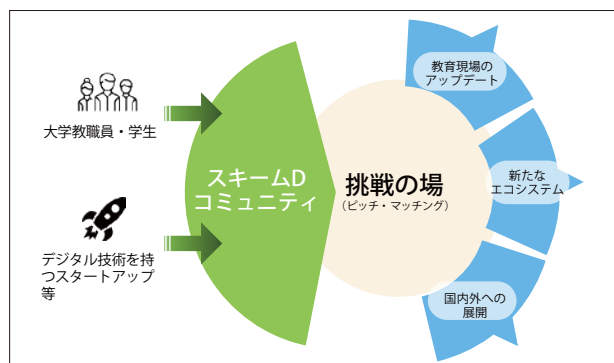 大学教職員・学生
デジタル技術を持
つスタートアップ
等
スキームD
コミュニティ
挑戦の場
（ピッチ・マッチング）
教育現場の
アップデート
新たな
エコシステム
国内外への
展開